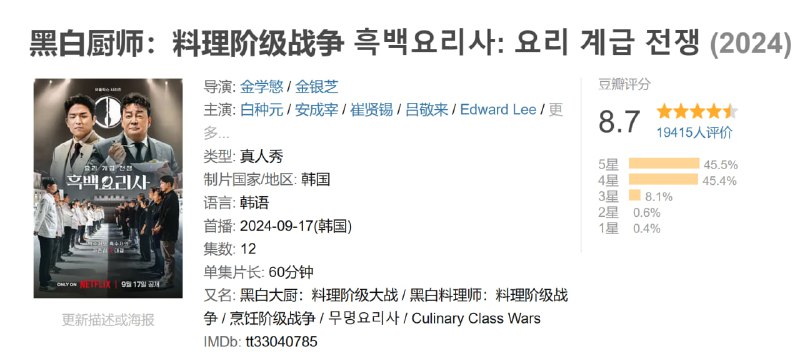 黑白厨师：料理阶级战争 흑백요리사: 요리 계급 전쟁 (2024)
요리 계급 전쟁
흑백요리사
ONLY ON NETFLIX | 9월 17일 공개
更新描述或海报
导演: 金学慜 / 金银芝
主演: 白种元 / 安成宰 / 崔贤锡 / 吕敬来 / Edward Lee / 更
多...
类型: 真人秀
制片国家/地区: 韩国
语言: 韩语
首播: 2024-09-17(韩国)
集数: 12
单集片长: 60分钟
又名: 黑白大厨：料理阶级大战 / 黑白料理师：料理阶级战
争 / 烹饪阶级战争 / 무명요리사 / Culinary Class Wars
IMDb: tt33040785
豆瓣评分
8.7
19415人评价
5星 45.5%
4星 45.4%
3星 8.1%
2星 0.6%
1星 0.4%